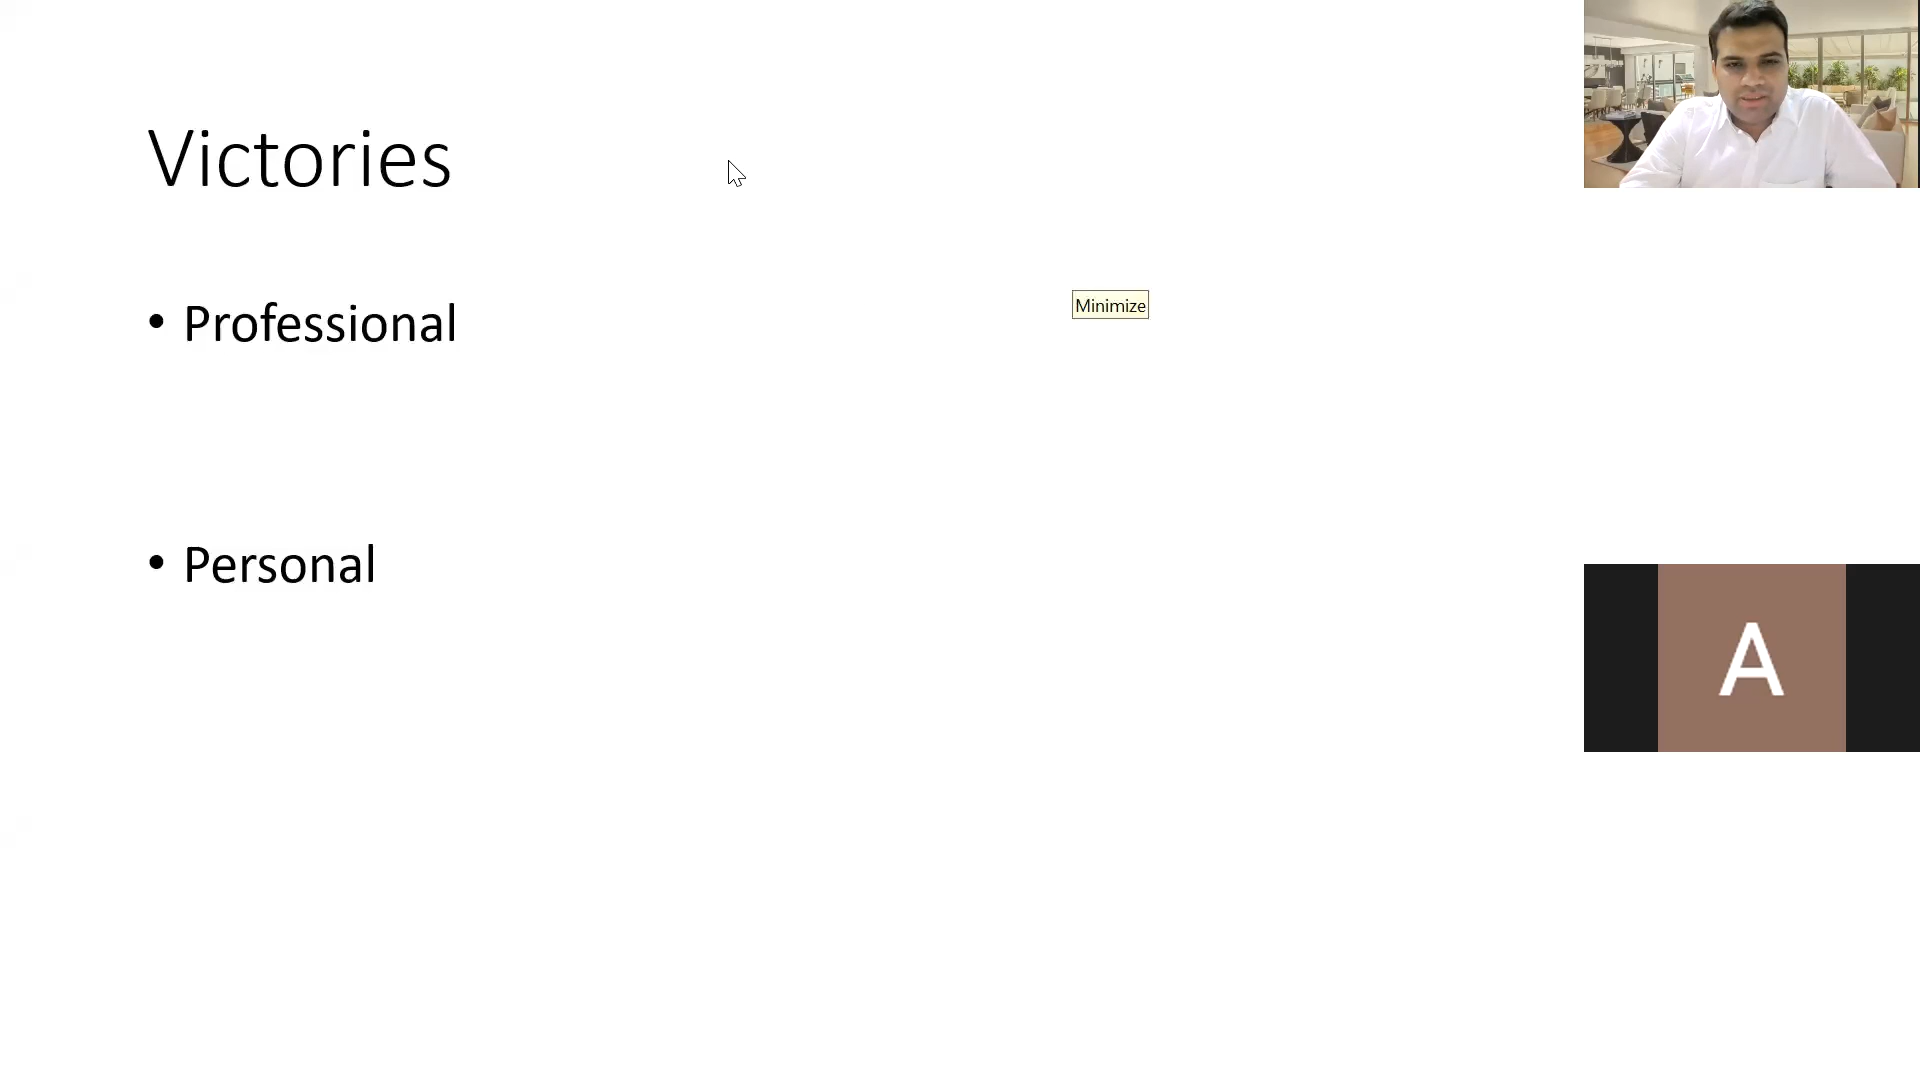 Victories
• Professional
Minimize
• Personal
A